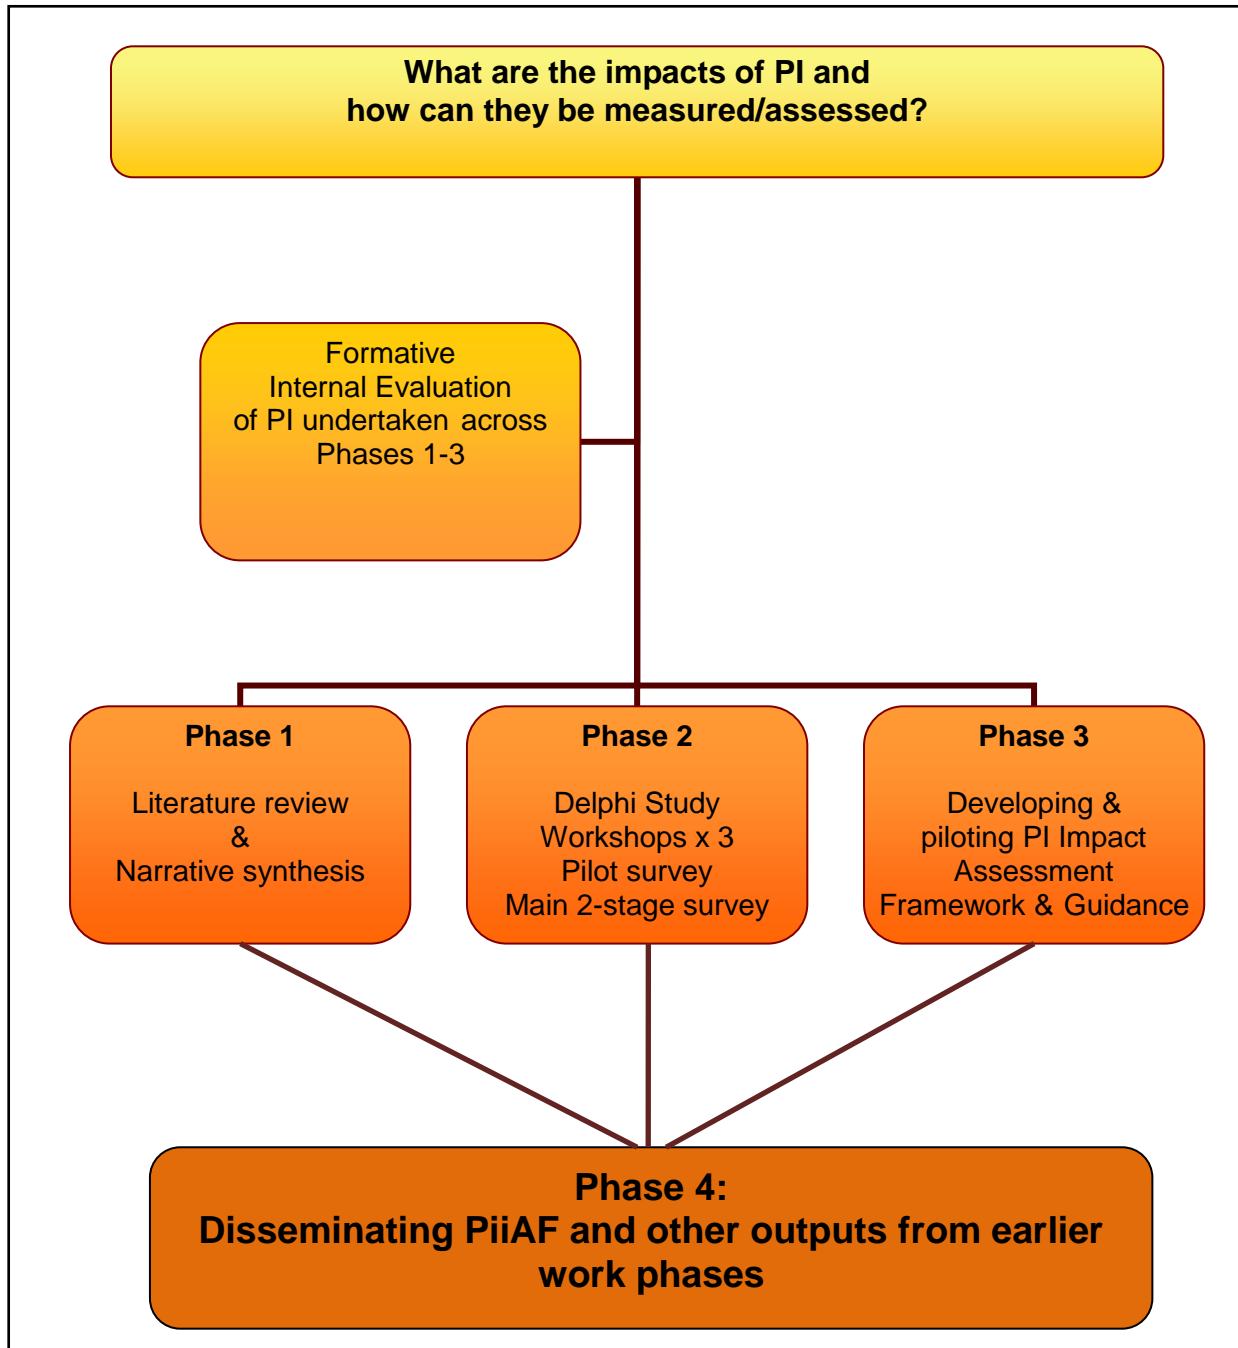 What are the impacts of PI and
how can they be measured/assessed?
Formative
Internal Evaluation
of PI undertaken across
Phases 1-3
Phase 1
Literature review
&
Narrative synthesis
Phase 2
Delphi Study
Workshops x 3
Pilot survey
Main 2-stage survey
Phase 3
Developing &
piloting PI Impact
Assessment
Framework & Guidance
Phase 4:
Disseminating PiiAF and other outputs from earlier
work phases